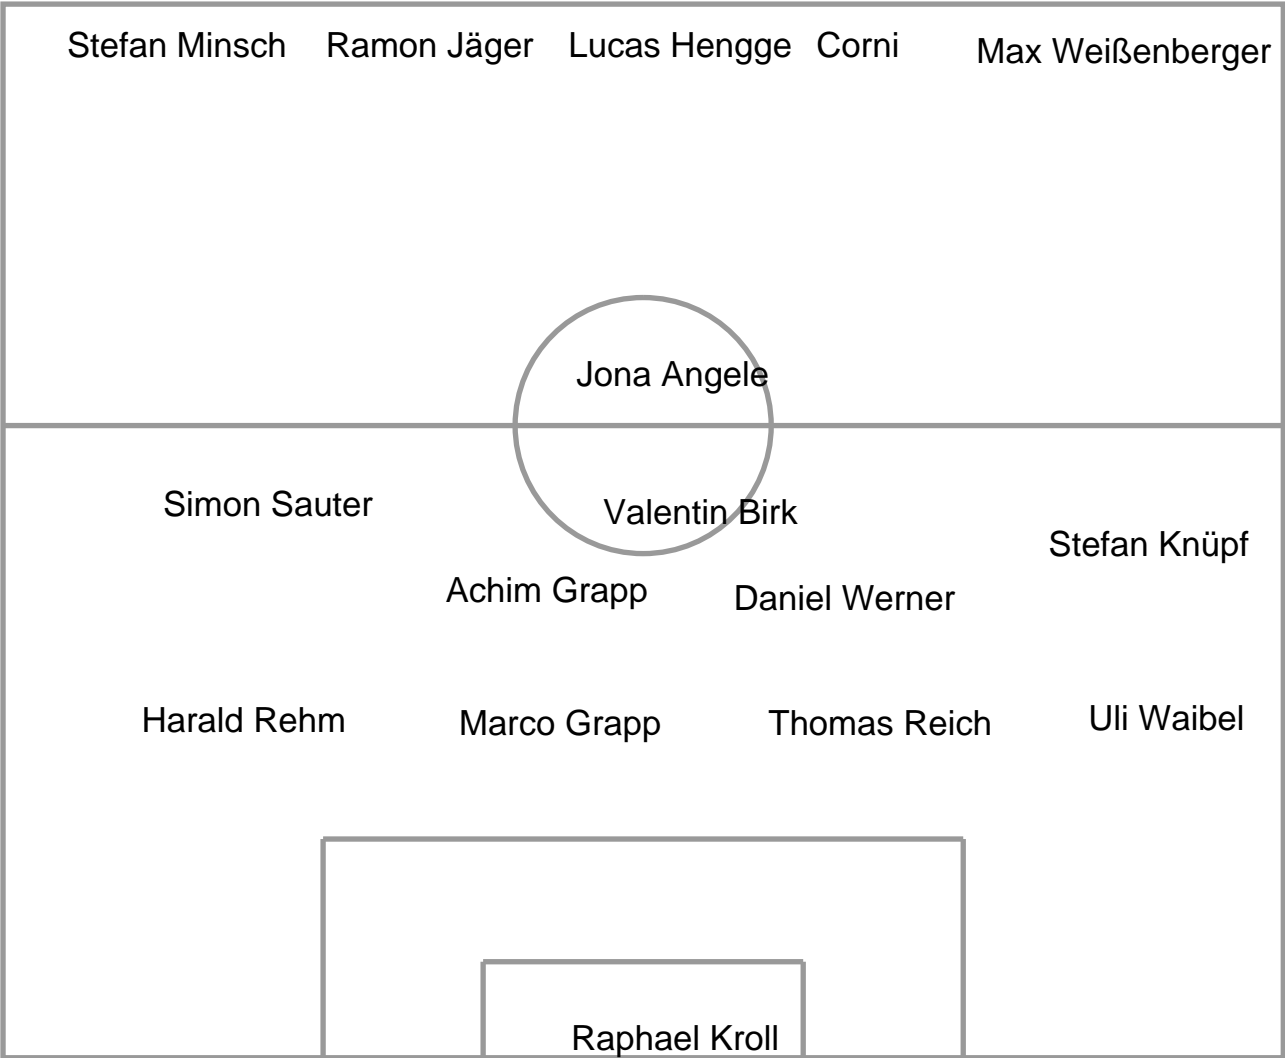 Stefan Minsch Ramon Jäger Lucas Hengge Corni Max Weißenberger
Jona Angele
Simon Sauter Valentin Birk
Stefan Knüpf
Achim Grapp Daniel Werner
Harald Rehm Marco Grapp Thomas Reich Uli Waibel
Raphael Kroll